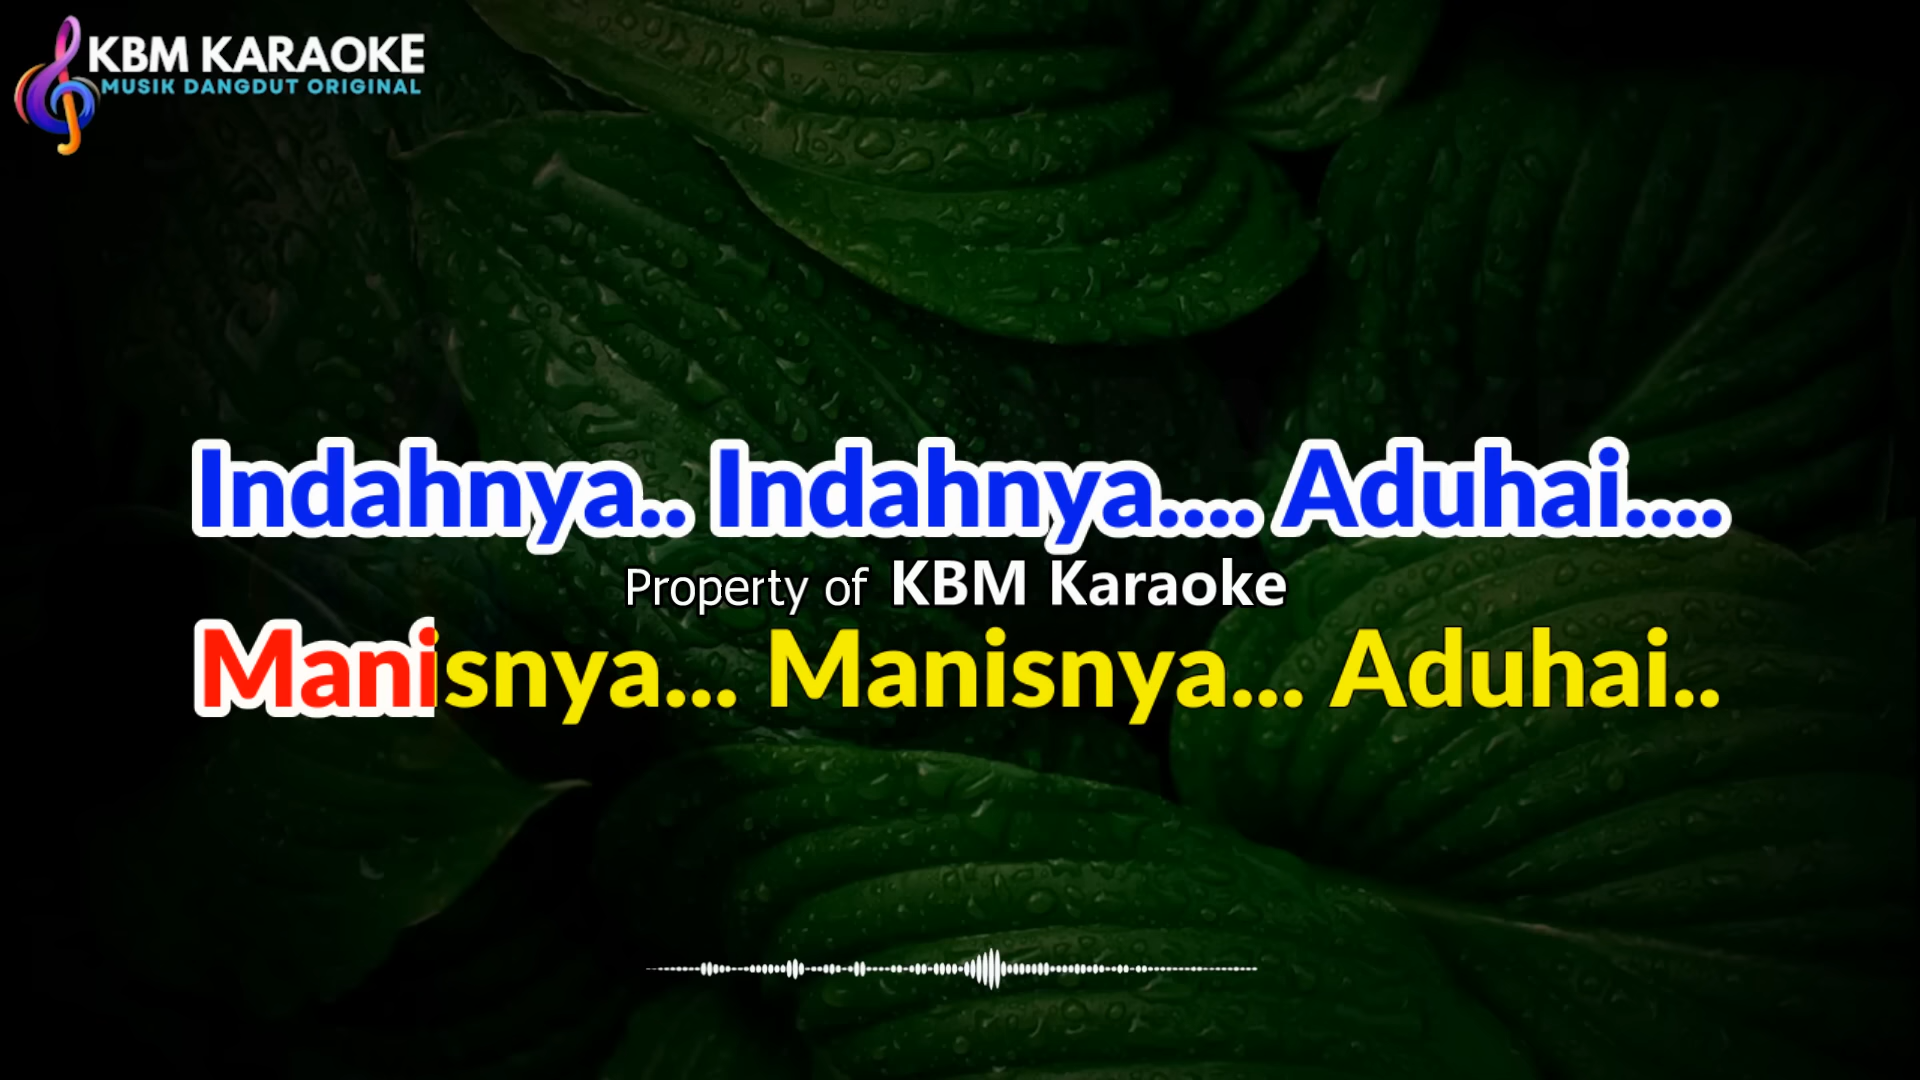 KBM KARAOKE
MUSIK DANGDUT ORIGINAL
Indahnya.. Indahnya.... Aduhai....
Property of KBM Karaoke
Manisnya... Manisnya... Aduhai..